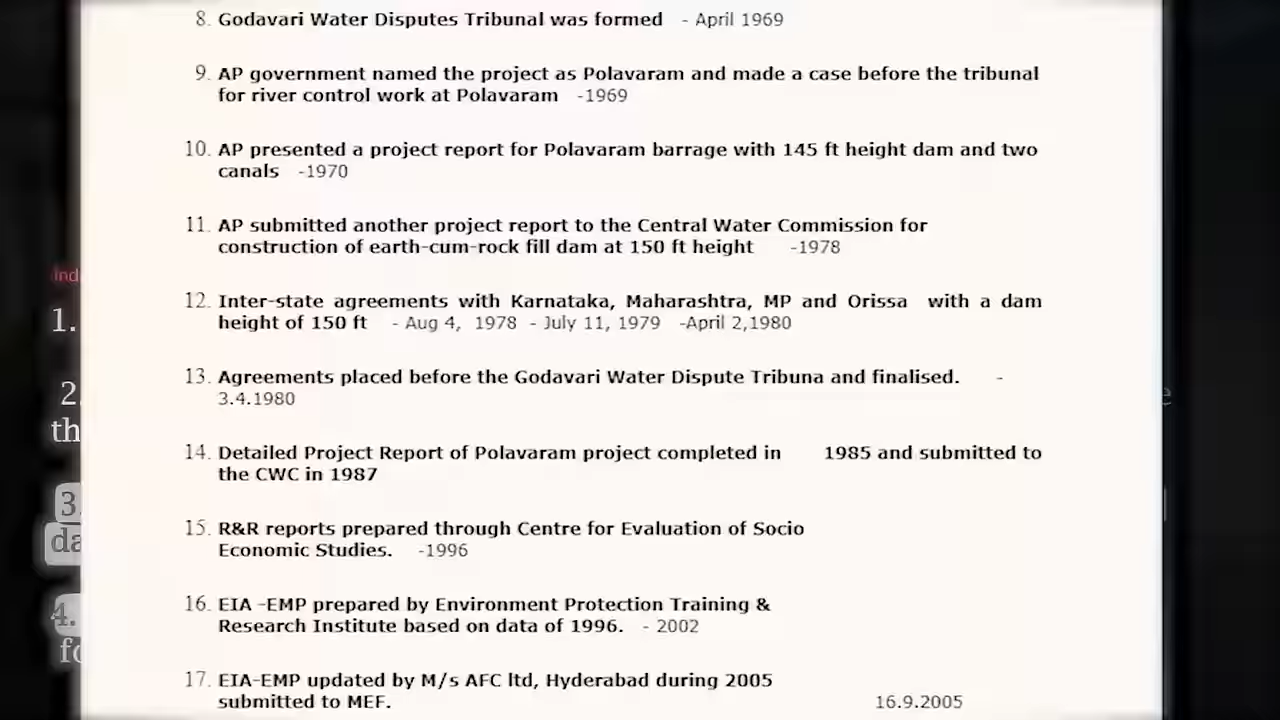 8. Godavari Water Disputes Tribunal was formed - April 1969
9. AP government named the project as Polavaram and made a case before the tribunal
for river control work at Polavaram -1969
10. AP presented a project report for Polavaram barrage with 145 ft height dam and two
canals -1970
11. AP submitted another project report to the Central Water Commission for
construction of earth-cum-rock fill dam at 150 ft height -1978
12. Inter-state agreements with Karnataka, Maharashtra, MP and Orissa with a dam
height of 150 ft - Aug 4, 1978 - July 11, 1979 -April 2,1980
13. Agreements placed before the Godavari Water Dispute Tribuna and finalised. -
3.4.1980
14. Detailed Project Report of Polavaram project completed in 1985 and submitted to
the CWC in 1987
15. R&R reports prepared through Centre for Evaluation of Socio
Economic Studies. -1996
16. EIA -EMP prepared by Environment Protection Training &
Research Institute based on data of 1996. - 2002
17. EIA-EMP updated by M/s AFC ltd, Hyderabad during 2005
submitted to MEF. 16.9.2005
1.
2.
3.
4.